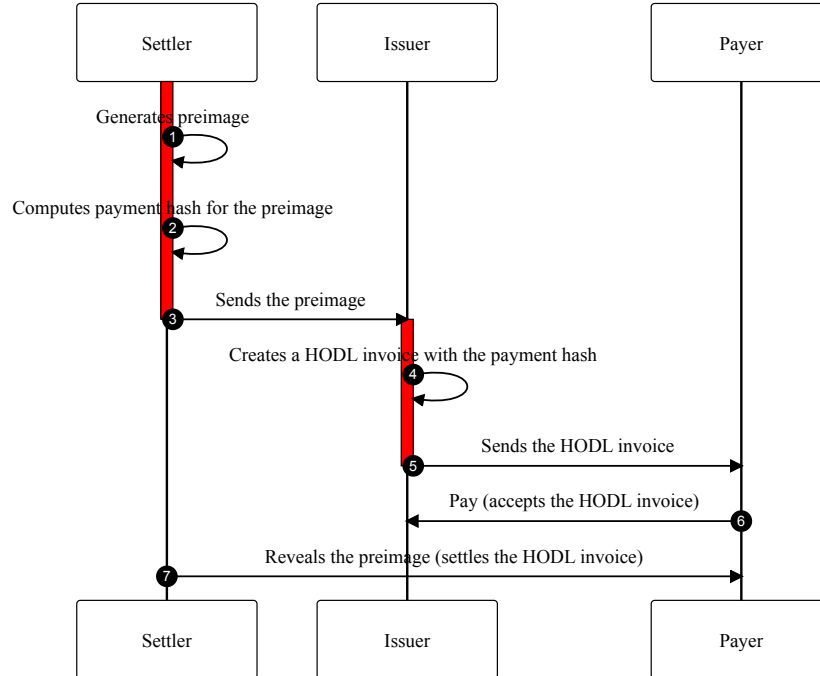 Settler
Issuer
Payer
Generates preimage
1
Computes payment hash for the preimage
2
Sends the preimage
3
Creates a HODL invoice with the payment hash
4
Sends the HODL invoice
5
Pay (accepts the HODL invoice)
6
Reveals the preimage (settles the HODL invoice)
7
Settler
Issuer
Payer